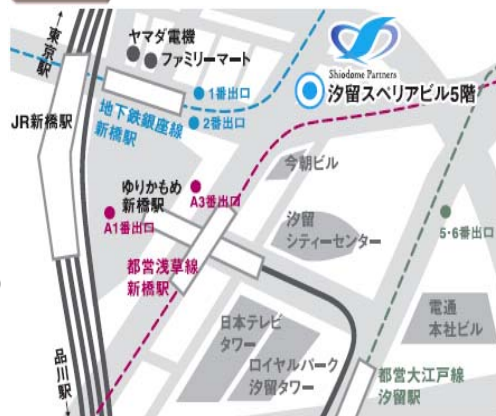 ↑
東京駅
ヤマダ電機
ファミリーマート
Shiodome Partners
汐留スペリアビル5階
1番出口
2番出口
地下鉄銀座線
新橋駅
JR新橋駅
今朝ビル
ゆりかもめ
新橋駅
A3番出口
A1番出口
汐留
シティーセンター
5・6番出口
都営浅草線
新橋駅
日本テレビ
タワー
電通
本社ビル
ロイヤルパーク
汐留タワー
都営大江戸線
汐留駅
品川駅
↓